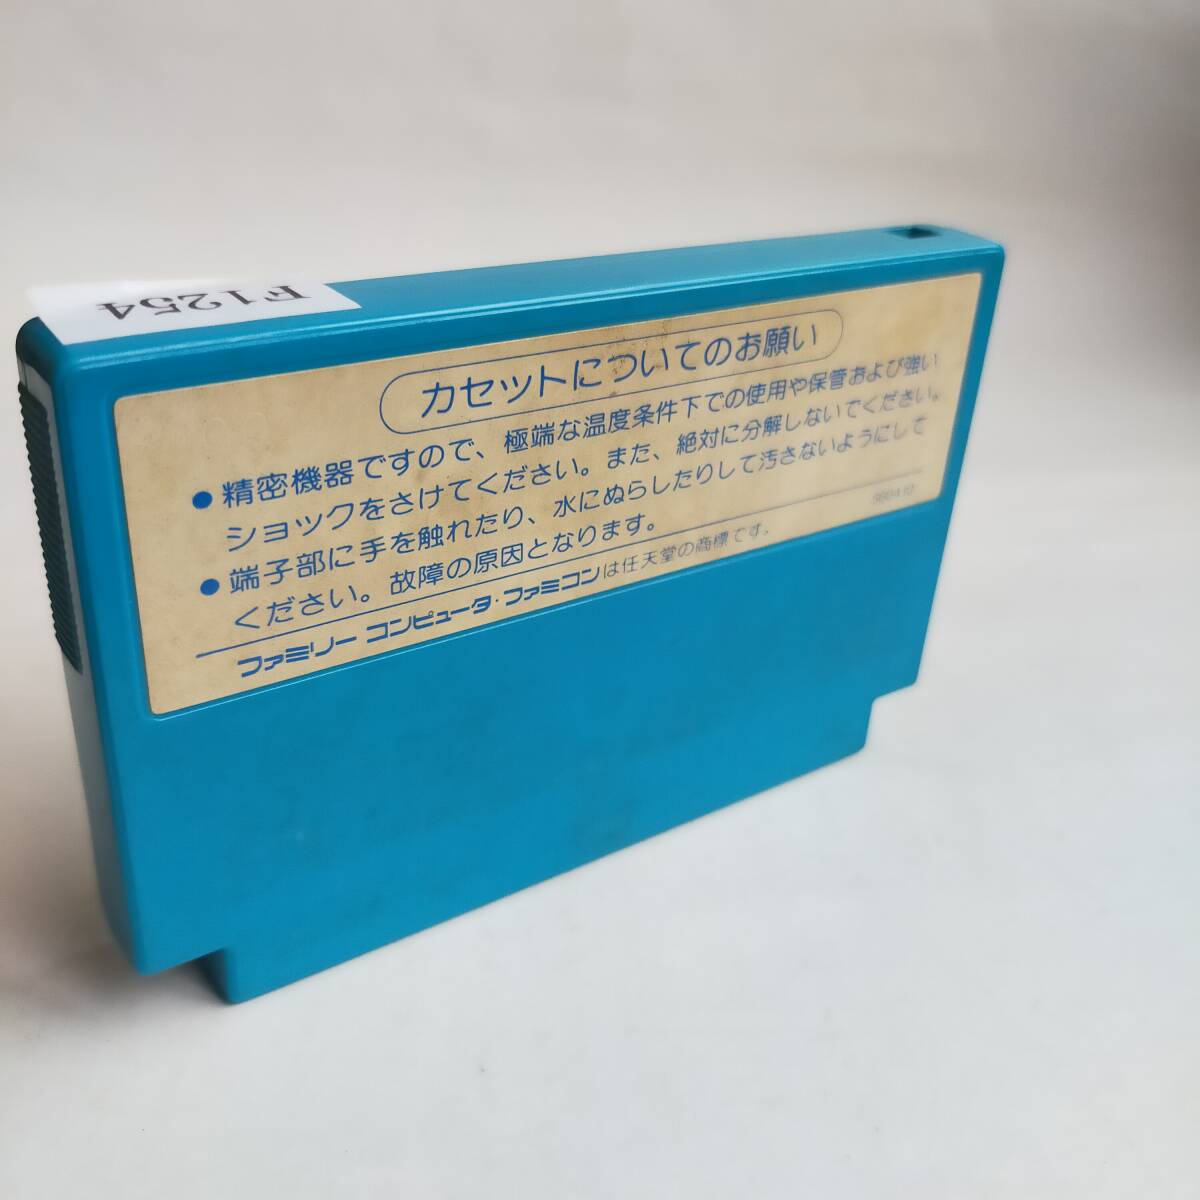 F1254
カセットについてのお願い
●精密機器ですので、極端な温度条件下での使用や保管および強い
ショックをさけてください。また、絶対に分解しないでください。
●端子部に手を触れたり、水にぬらしたりして汚さないようにして
ください。故障の原因となります。
ファミリーコンピュータ・ファミコンは任天堂の商標です。